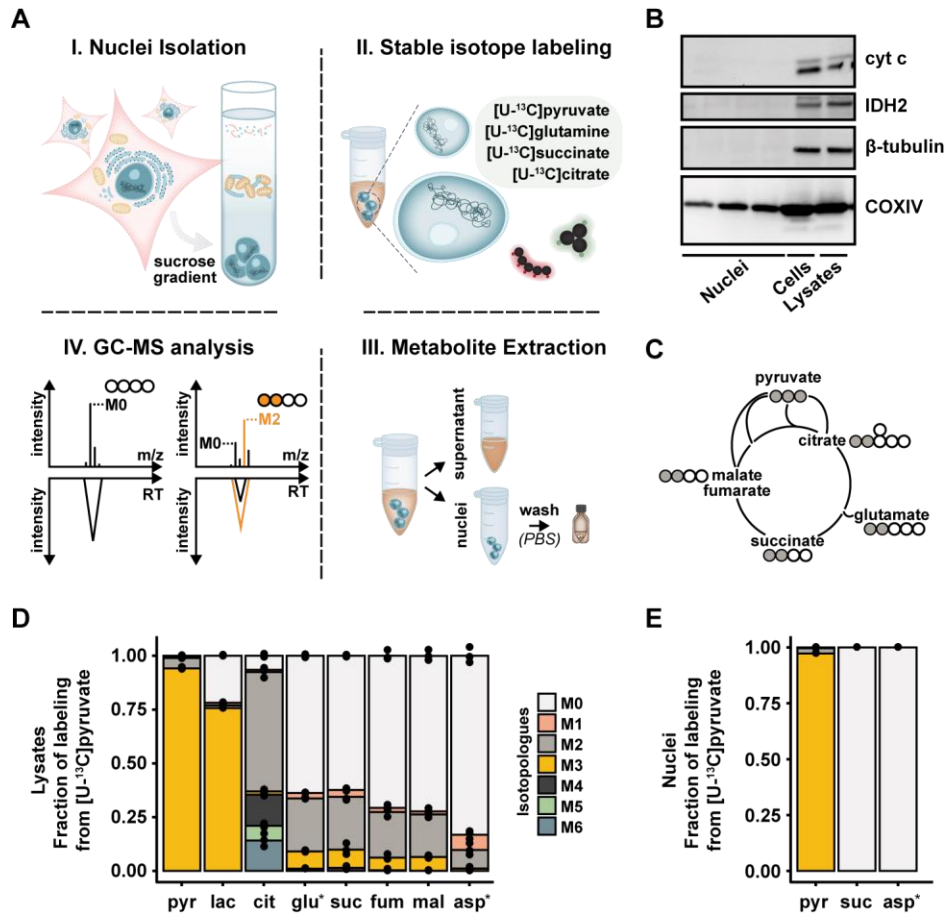 A
I. Nuclei Isolation
sucrose
gradient
II. Stable isotope labeling
[U-¹³C]pyruvate
[U-¹³C]glutamine
[U-¹³C]succinate
[U-¹³C]citrate
IV. GC-MS analysis
intensity
M0
m/z
RT
intensity
intensity
M2
M0
m/z
RT
intensity
III. Metabolite Extraction
supernatant
nuclei
wash
(PBS)
B
cyt c
IDH2
β-tubulin
COXIV
Nuclei
Cells
Lysates
C
pyruvate
citrate
malate
fumarate
glutamate
succinate
D
Lysates
Fraction of labeling
from [U-¹³C]pyruvate
1.00
0.75
0.50
0.25
0.00
pyr lac cit glu* suc fum mal asp*
Isotopologues
M0
M1
M2
M3
M4
M5
M6
E
Nuclei
Fraction of labeling
from [U-¹³C]pyruvate
1.00
0.75
0.50
0.25
0.00
pyr suc asp*